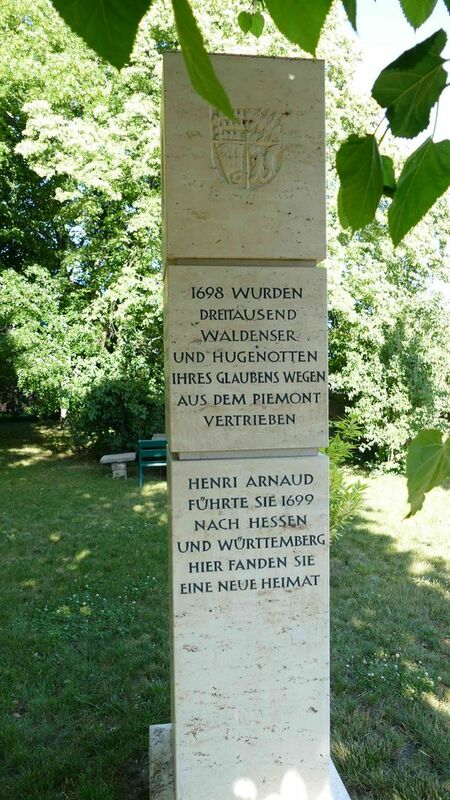 1698 WURDEN
DREITAUSEND
WALDENSER
UND HUGENOTTEN
IHRES GLAUBENS WEGEN
AUS DEM PIEMONT
VERTRIEBEN
HENRI ARNAUD
FÜHRTE SIE 1699
NACH HESSEN
UND WÜRTTEMBERG
HIER FANDEN SIE
EINE NEUE HEIMAT